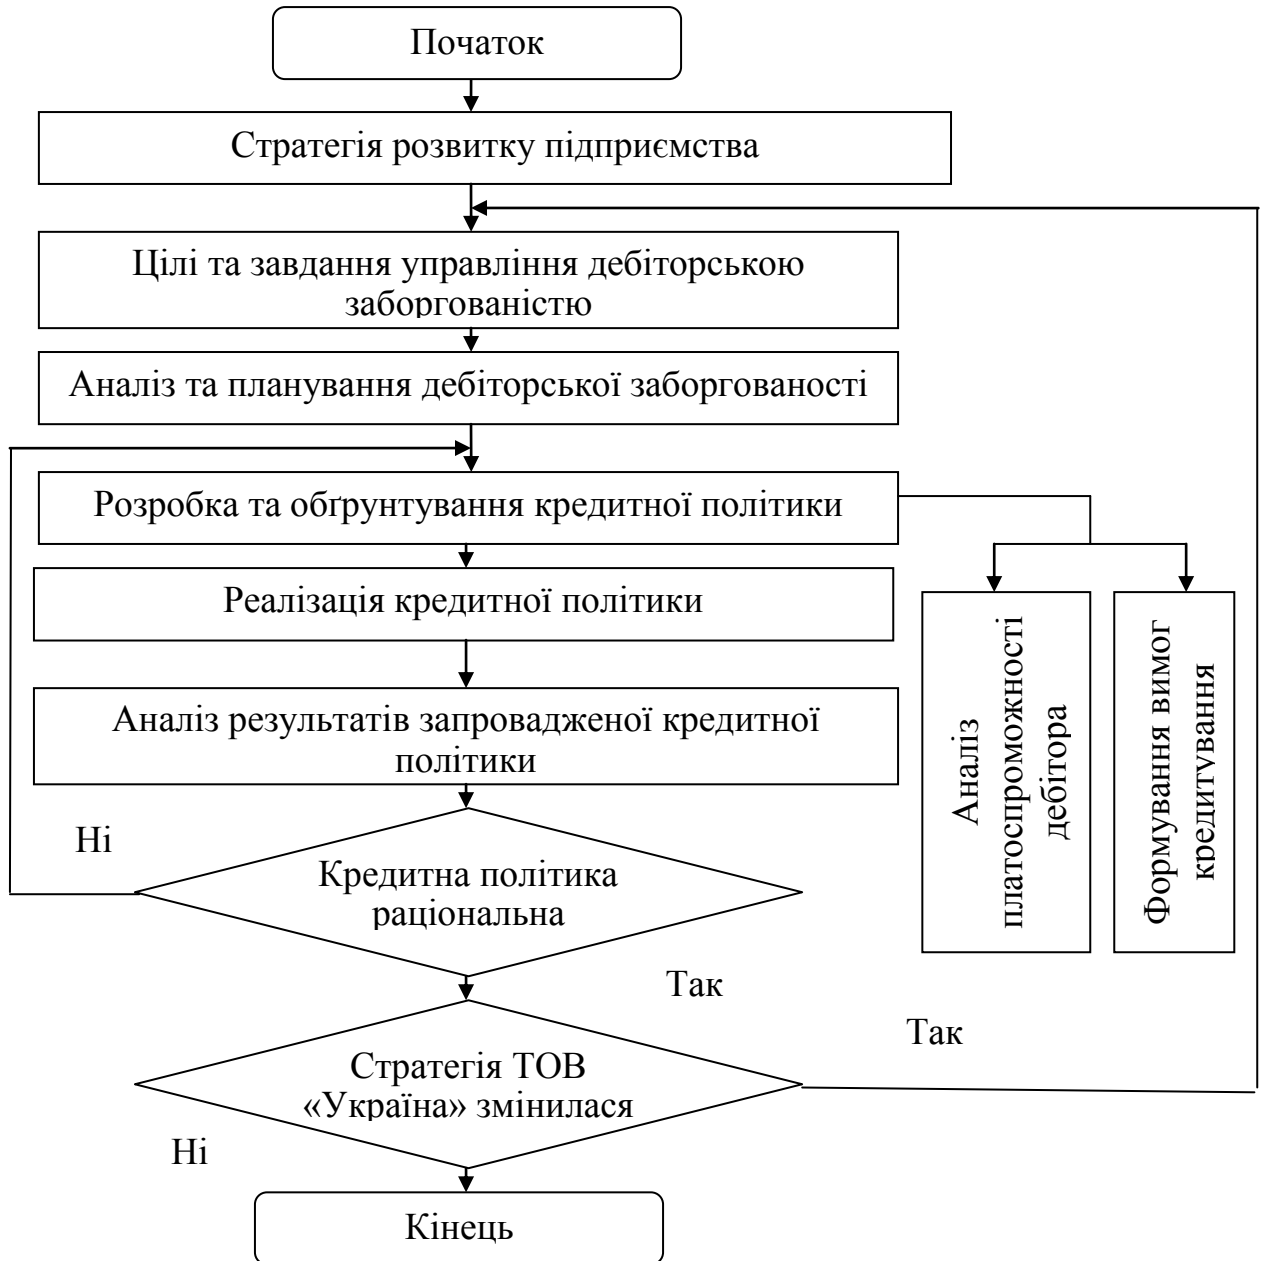 Початок
Стратегія розвитку підприємства
Цілі та завдання управління дебіторською
заборгованістю
Аналіз та планування дебіторської заборгованості
Розробка та обґрунтування кредитної політики
Реалізація кредитної політики
Аналіз результатів запровадженої кредитної
політики
Аналіз
платоспроможності
дебітора
Формування вимог
кредитування
Ні
Кредитна політика
раціональна
Так
Так
Стратегія ТОВ
«Україна» змінилася
Ні
Кінець